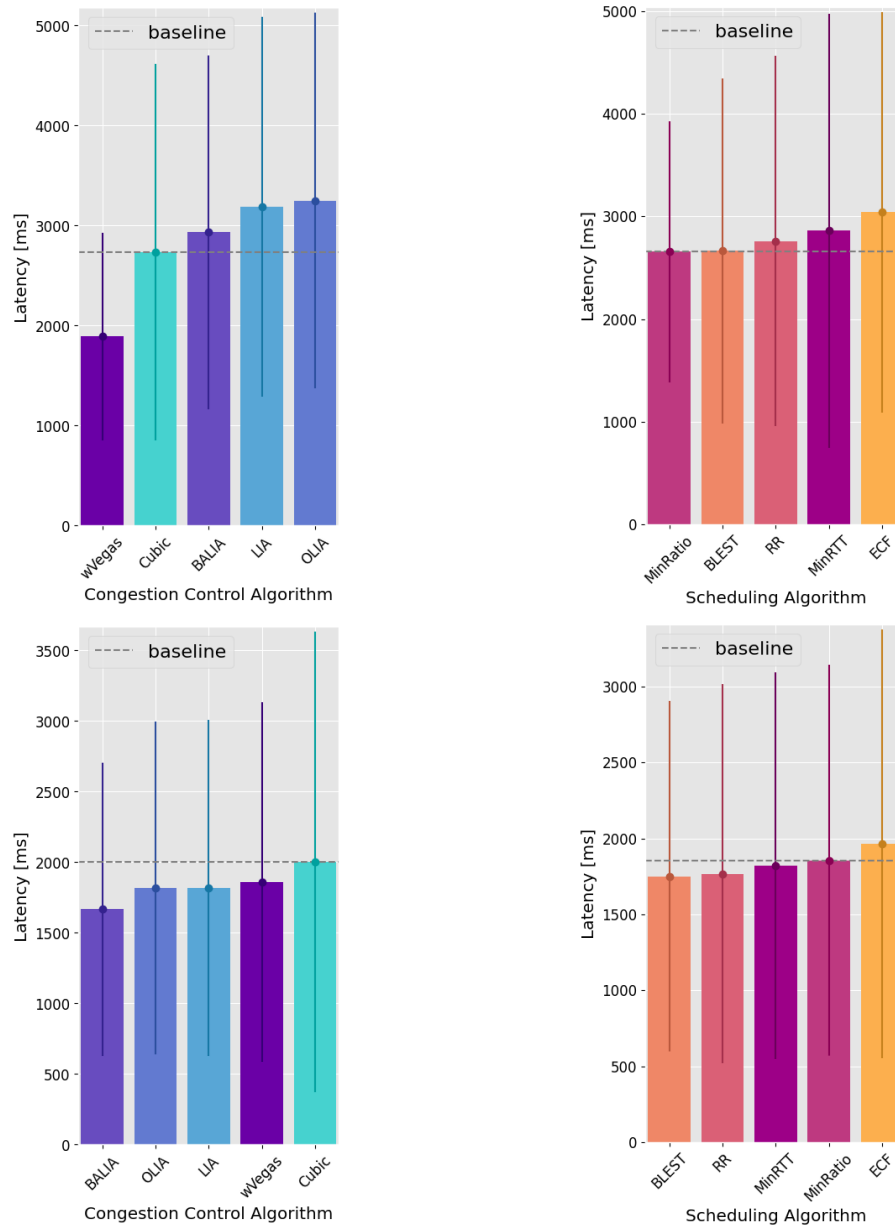 baseline
5000
4000
3000
2000
1000
0
Latency [ms]
wVegas
Cubic
BALIA
LIA
OLIA
Congestion Control Algorithm
baseline
5000
4000
3000
2000
1000
0
Latency [ms]
MinRatio
BLEST
RR
MinRTT
ECF
Scheduling Algorithm
baseline
3500
3000
2500
2000
1500
1000
500
0
Latency [ms]
BALIA
OLIA
LIA
wVegas
Cubic
Congestion Control Algorithm
baseline
3000
2500
2000
1500
1000
500
0
Latency [ms]
BLEST
RR
MinRTT
MinRatio
ECF
Scheduling Algorithm